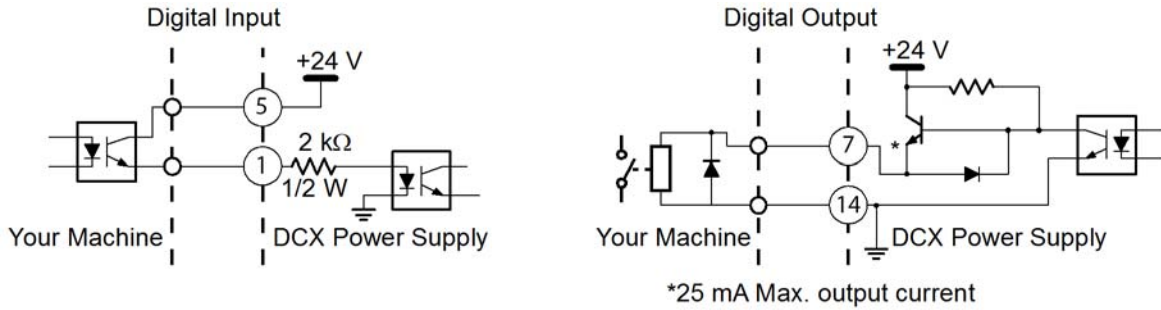 Digital Input
+24 V
5
2 kΩ
1
1/2 W
Your Machine
DCX Power Supply
Digital Output
+24 V
*
7
14
Your Machine
DCX Power Supply
*25 mA Max. output current